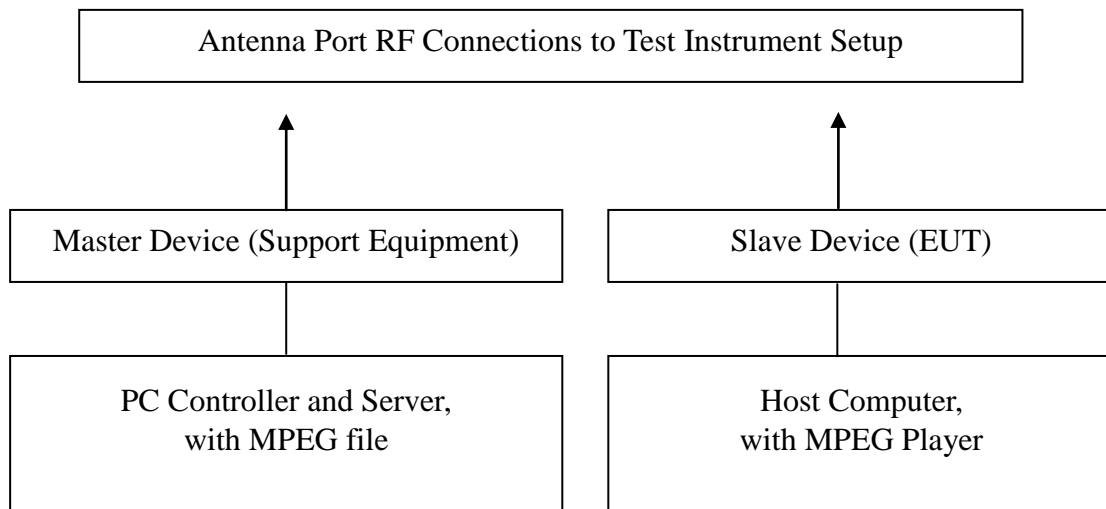 Antenna Port RF Connections to Test Instrument Setup
Master Device (Support Equipment)
Slave Device (EUT)
PC Controller and Server,
with MPEG file
Host Computer,
with MPEG Player